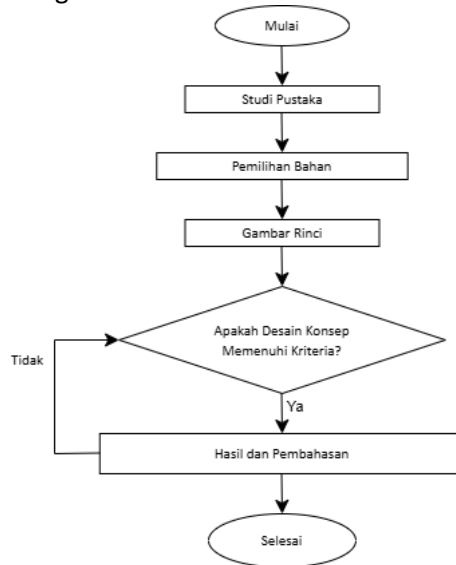 Mulai
Studi Pustaka
Pemilihan Bahan
Gambar Rinci
Apakah Desain Konsep
Memenuhi Kriteria?
Tidak
Ya
Hasil dan Pembahasan
Selesai